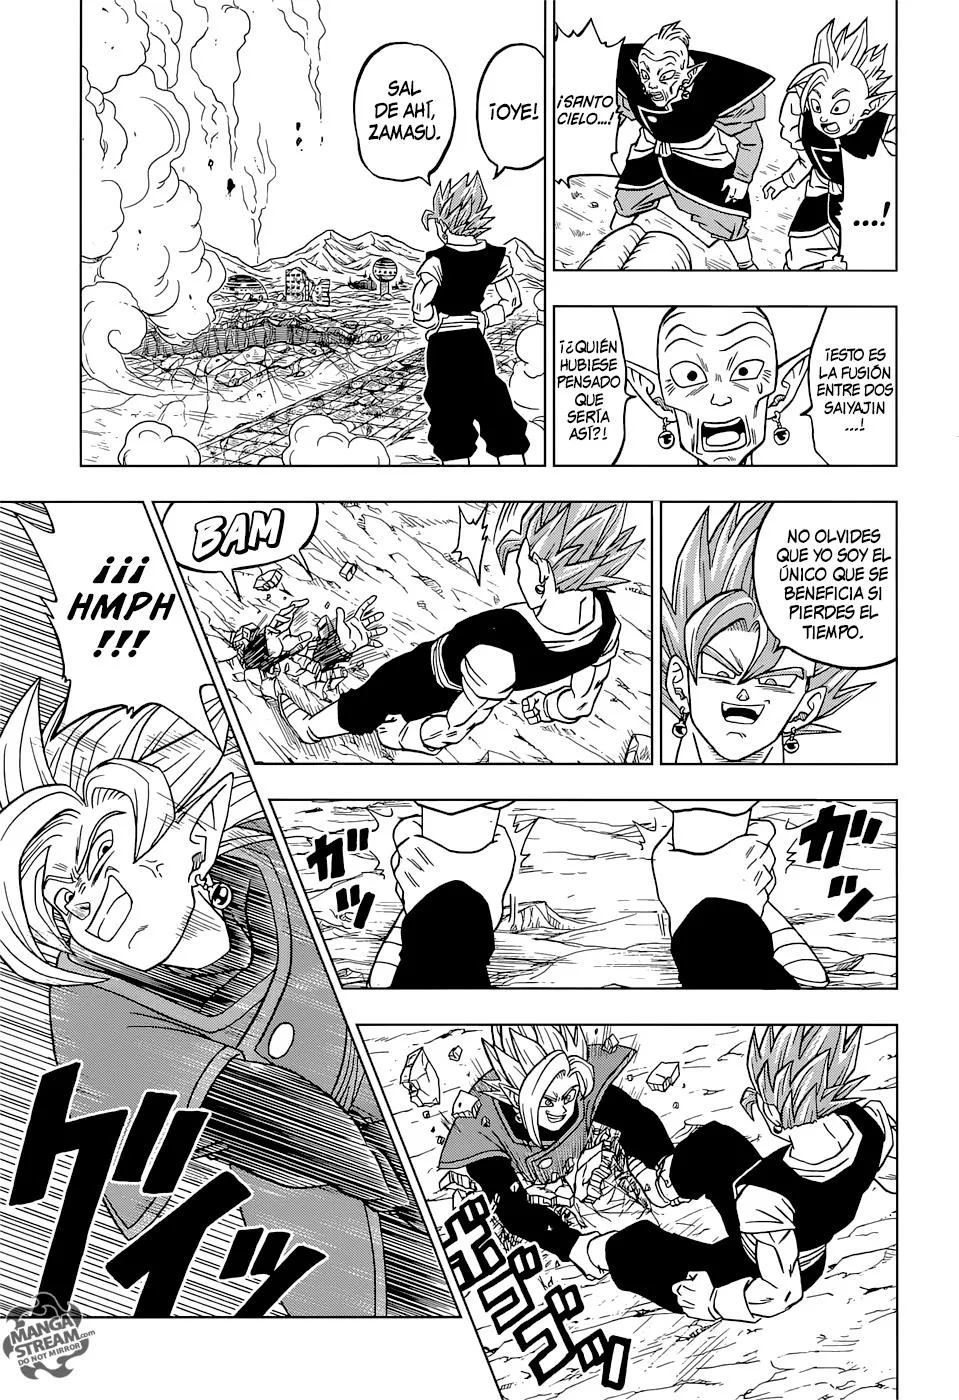 ¡SANTO
CIELO...!
....!
¡OYE!
SAL
DE AHÍ,
ZAMASU.
¡ESTO ES
LA FUSIÓN
ENTRE DOS
SAIYAJIN
....!
¡¿QUIÉN
HUBIESE
PENSADO
QUE
SERÍA
ASÍ?!
NO OLVIDES
QUE YO SOY EL
ÚNICO QUE SE
BENEFICIA SI
PIERDES EL
TIEMPO.
BAM
¡¡¡
HMPH
!!!
ガッ
ガッ
グイッ
MANGA
STREAM.COM
DO NOT MIRROR!